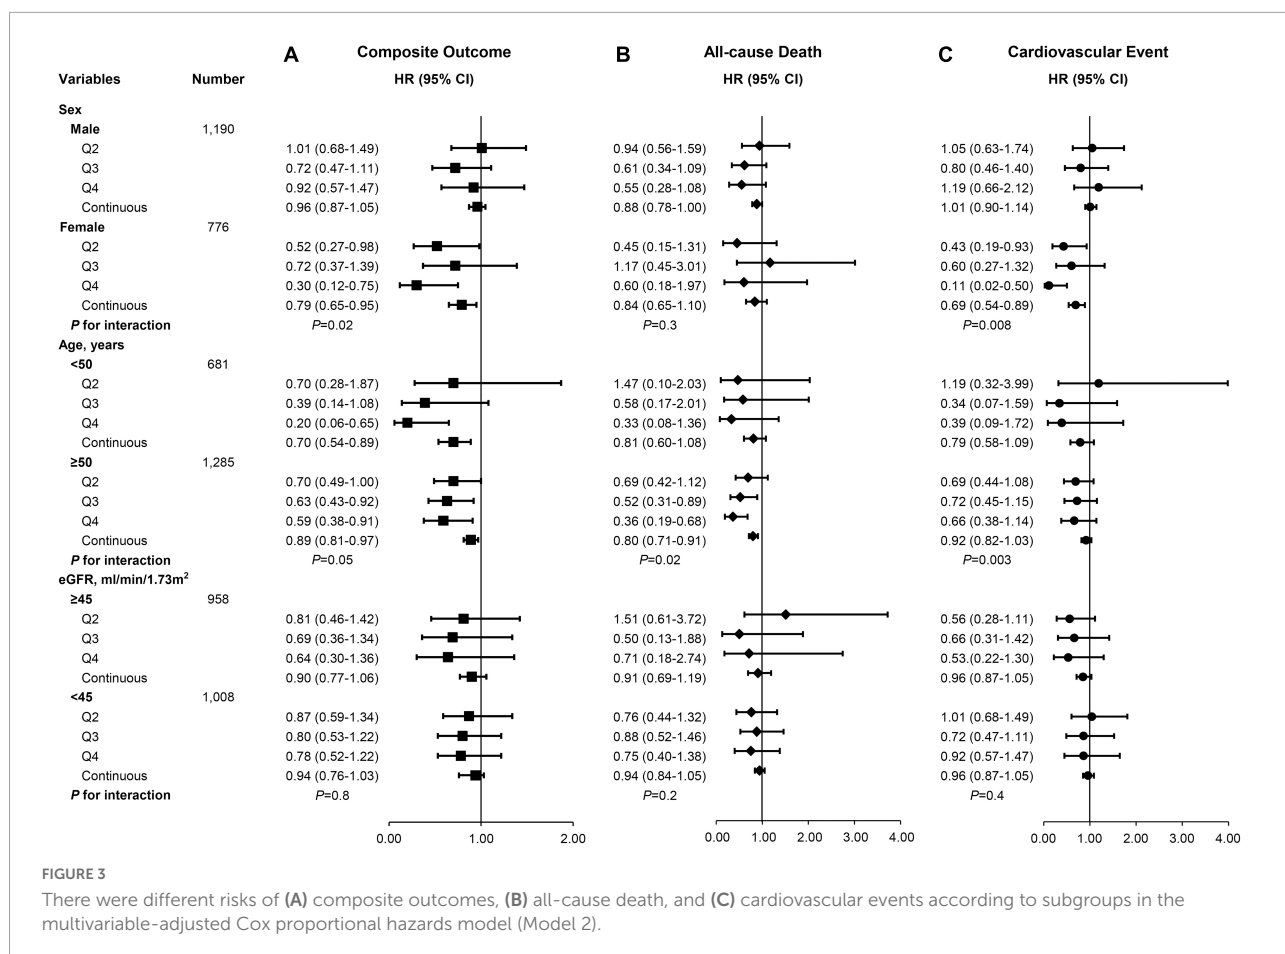 A Composite Outcome B All-cause Death C Cardiovascular Event
Variables Number HR (95% CI) HR (95% CI) HR (95% CI)
Sex
Male 1,190
Q2 1.01 (0.68-1.49) 0.94 (0.56-1.59) 1.05 (0.63-1.74)
Q3 0.72 (0.47-1.11) 0.61 (0.34-1.09) 0.80 (0.46-1.40)
Q4 0.92 (0.57-1.47) 0.55 (0.28-1.08) 1.19 (0.66-2.12)
Continuous 0.96 (0.87-1.05) 0.88 (0.78-1.00) 1.01 (0.90-1.14)
Female 776
Q2 0.52 (0.27-0.98) 0.45 (0.15-1.31) 0.43 (0.19-0.93)
Q3 0.72 (0.37-1.39) 1.17 (0.45-3.01) 0.60 (0.27-1.32)
Q4 0.30 (0.12-0.75) 0.60 (0.18-1.97) 0.11 (0.02-0.50)
Continuous 0.79 (0.65-0.95) 0.84 (0.65-1.10) 0.69 (0.54-0.89)
P for interaction P=0.02 P=0.3 P=0.008
Age, years
<50 681
Q2 0.70 (0.28-1.87) 1.47 (0.10-2.03) 1.19 (0.32-3.99)
Q3 0.39 (0.14-1.08) 0.58 (0.17-2.01) 0.34 (0.07-1.59)
Q4 0.20 (0.06-0.65) 0.33 (0.08-1.36) 0.39 (0.09-1.72)
Continuous 0.70 (0.54-0.89) 0.81 (0.60-1.08) 0.79 (0.58-1.09)
≥50 1,285
Q2 0.70 (0.49-1.00) 0.69 (0.42-1.12) 0.69 (0.44-1.08)
Q3 0.63 (0.43-0.92) 0.52 (0.31-0.89) 0.72 (0.45-1.15)
Q4 0.59 (0.38-0.91) 0.36 (0.19-0.68) 0.66 (0.38-1.14)
Continuous 0.89 (0.81-0.97) 0.80 (0.71-0.91) 0.92 (0.82-1.03)
P for interaction P=0.05 P=0.02 P=0.003
eGFR, ml/min/1.73m²
≥45 958
Q2 0.81 (0.46-1.42) 1.51 (0.61-3.72) 0.56 (0.28-1.11)
Q3 0.69 (0.36-1.34) 0.50 (0.13-1.88) 0.66 (0.31-1.42)
Q4 0.64 (0.30-1.36) 0.71 (0.18-2.74) 0.53.(0.22-1.30)
Continuous 0.90 (0.77-1.06) 0.91 (0.69-1.19) 0.96 (0.87-1.05)
<45 1,008
Q2 0.87 (0.59-1.34) 0.76 (0.44-1.32) 1.01 (0.68-1.49)
Q3 0.80 (0.53-1.22) 0.88 (0.52-1.46) 0.72 (0.47-1.11)
Q4 0.78 (0.52-1.22) 0.75 (0.40-1.38) 0.92 (0.57-1.47)
Continuous 0.94 (0.76-1.03) 0.94 (0.84-1.05) 0.96 (0.87-1.05)
P for interaction P=0.8 P=0.2 P=0.4
0.00 1.00 2.00 0.00 1.00 2.00 3.00 4.00 0.00 1.00 2.00 3.00 4.00
FIGURE 3
There were different risks of (A) composite outcomes, (B) all-cause death, and (C) cardiovascular events according to subgroups in the
multivariable-adjusted Cox proportional hazards model (Model 2).